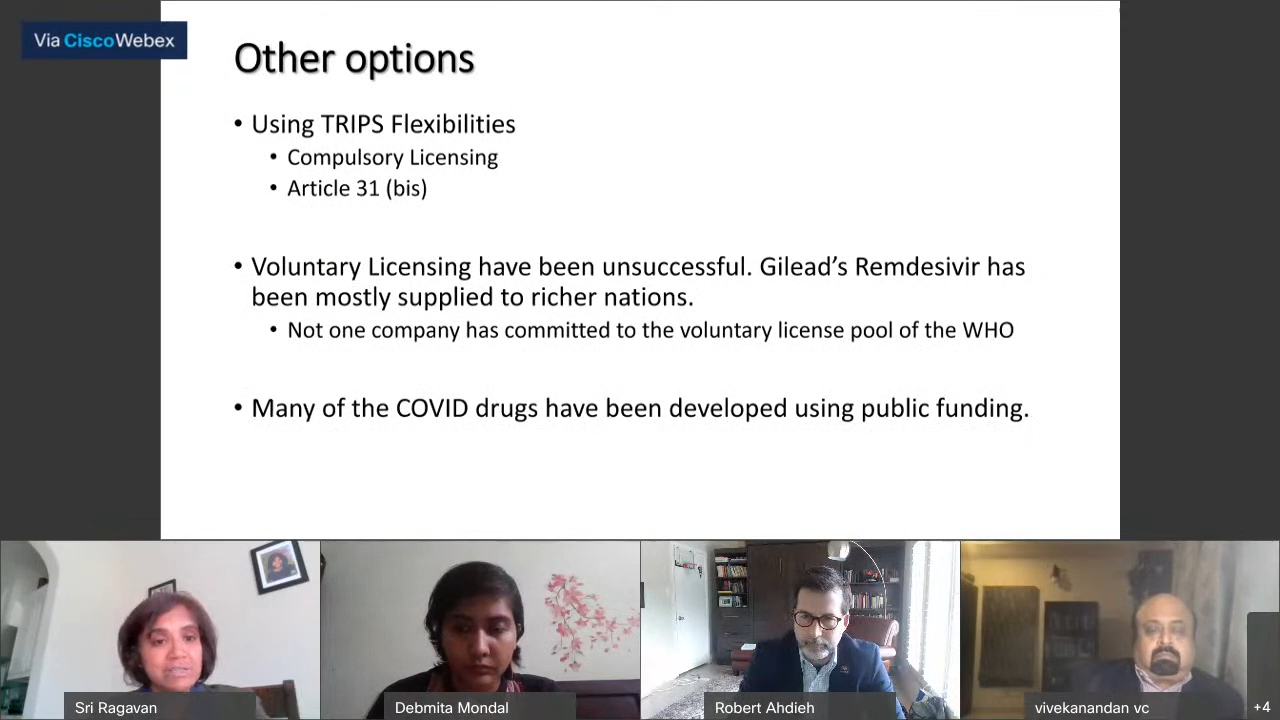 Via Cisco Webex
Other options
• Using TRIPS Flexibilities
• Compulsory Licensing
• Article 31 (bis)
• Voluntary Licensing have been unsuccessful. Gilead’s Remdesivir has
been mostly supplied to richer nations.
• Not one company has committed to the voluntary license pool of the WHO
• Many of the COVID drugs have been developed using public funding.
Sri Ragavan
Debmita Mondal
Robert Ahdieh
vivekanandan vc
+4